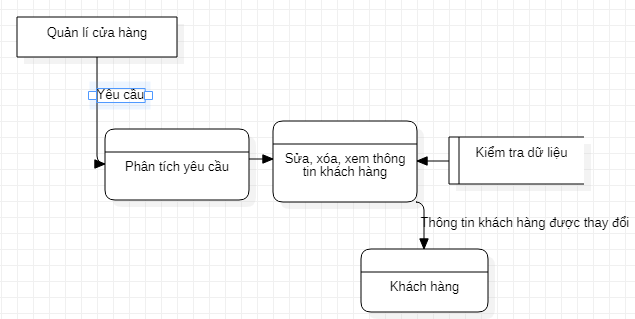 Quản lí cửa hàng
Yêu cầu
Phân tích yêu cầu
Sửa, xóa, xem thông
tin khách hàng
Kiểm tra dữ liệu
Thông tin khách hàng được thay đổi
Khách hàng